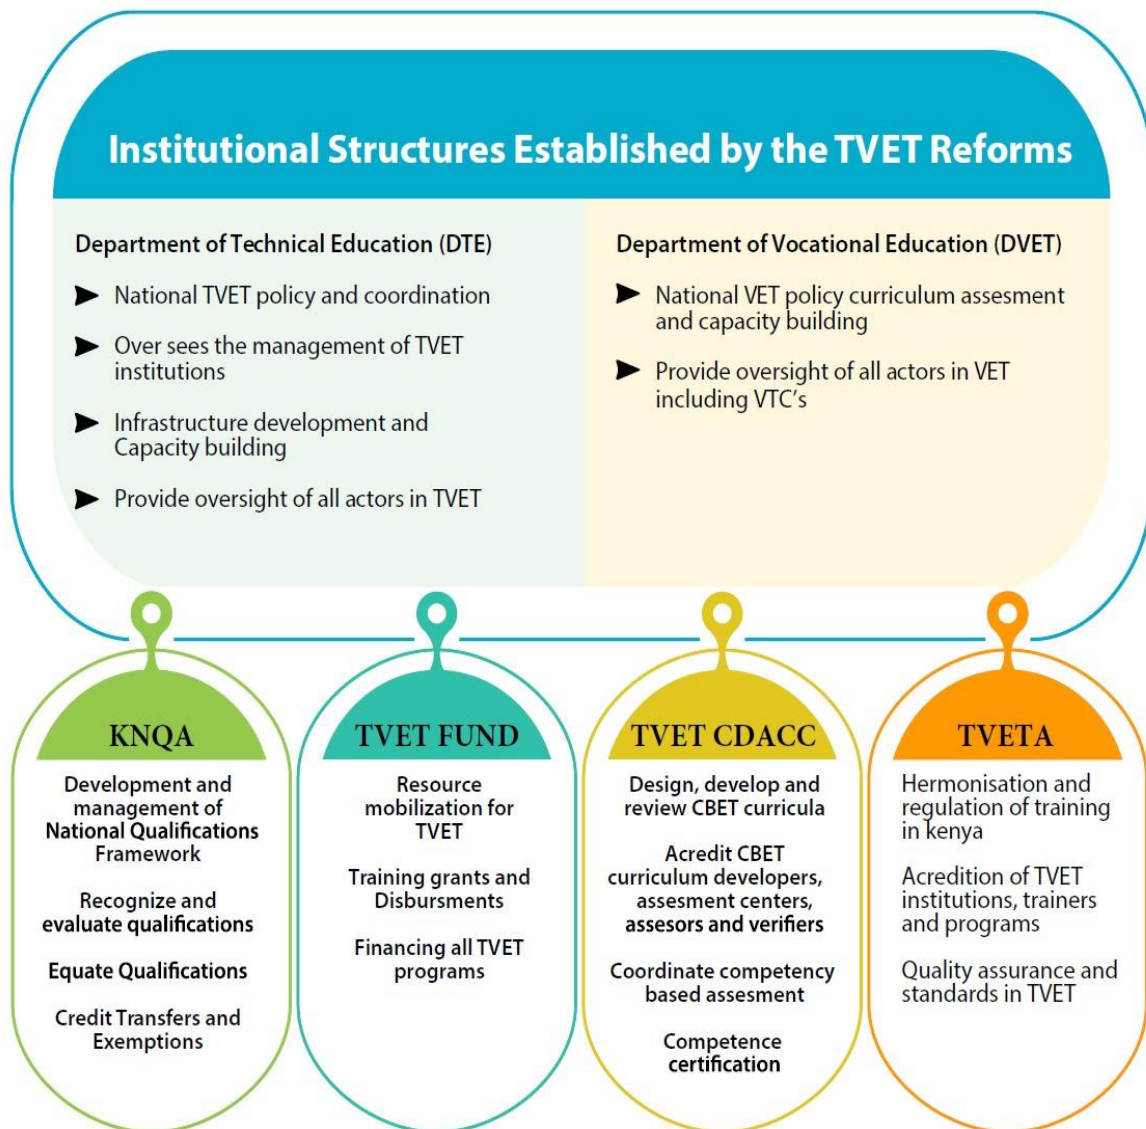 Institutional Structures Established by the TVET Reforms
Department of Technical Education (DTE)
National TVET policy and coordination
Over sees the management of TVET
institutions
Infrastructure development and
Capacity building
Provide oversight of all actors in TVET
Department of Vocational Education (DVET)
National VET policy curriculum assesment
and capacity building
Provide oversight of all actors in VET
including VTC's
KNQA
Development and
management of
National Qualifications
Framework
Recognize and
evaluate qualifications
Equate Qualifications
Credit Transfers and
Exemptions
TVET FUND
Resource
mobilization for
TVET
Training grants and
Disbursments
Financing all TVET
programs
TVET CDACC
Design, develop and
review CBET curricula
Acredit CBET
curriculum developers,
assesment centers,
assesors and verifiers
Coordinate competency
based assesment
Competence
certification
TVETA
Hermonisation and
regulation of training
in kenya
Acredition of TVET
institutions, trainers
and programs
Quality assurance and
standards in TVET